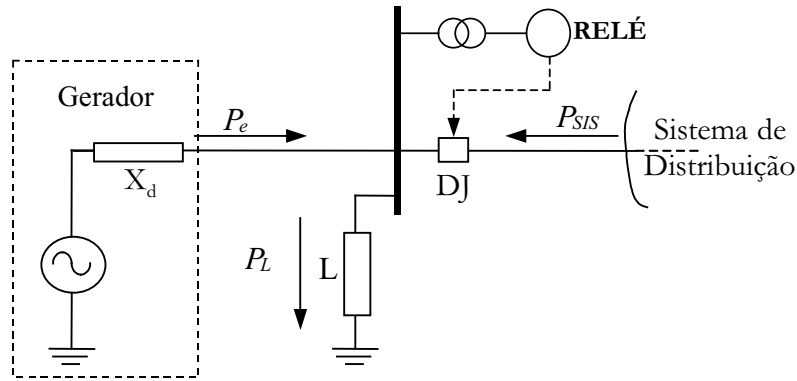 RELÉ
Gerador
Pe
PSIS
Sistema de
Distribuição
Xd
DJ
PL
L